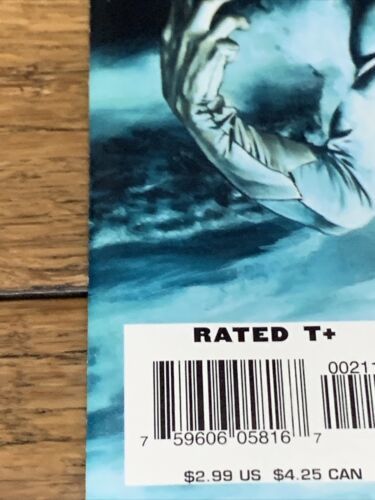 RATED T+
00211
7 59606 05816 7
$2.99 US $4.25 CAN